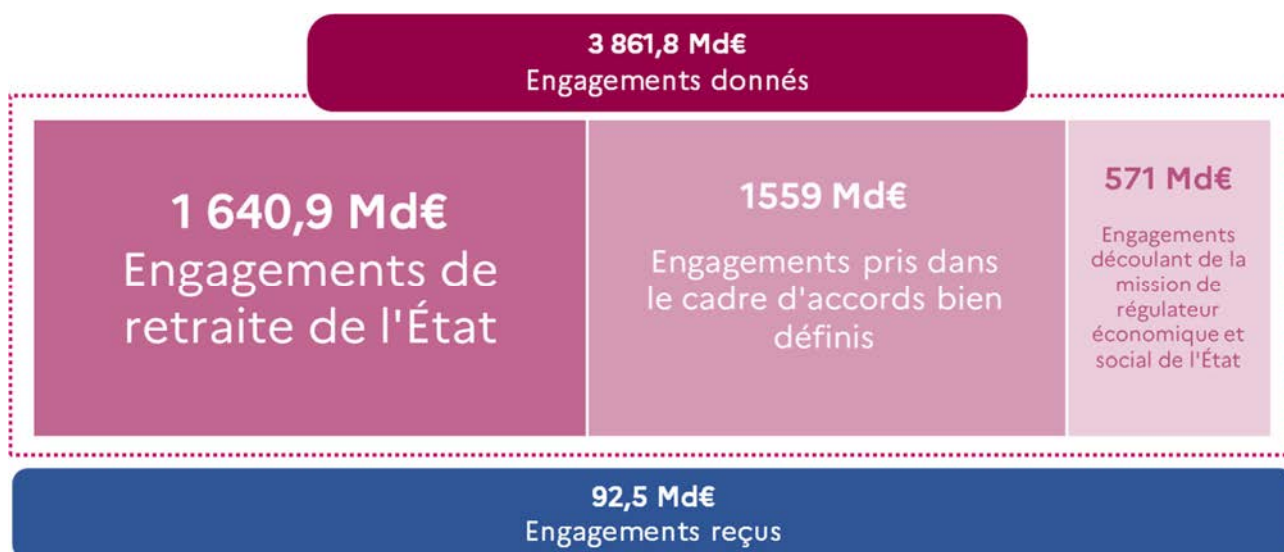 3 861,8 Md€
Engagements donnés
1 640,9 Md€
Engagements de
retraite de l'État
1559 Md€
Engagements pris dans
le cadre d'accords bien
définis
571 Md€
Engagements
découlant de la
mission de
régulateur
économique et
social de l'État
92,5 Md€
Engagements reçus